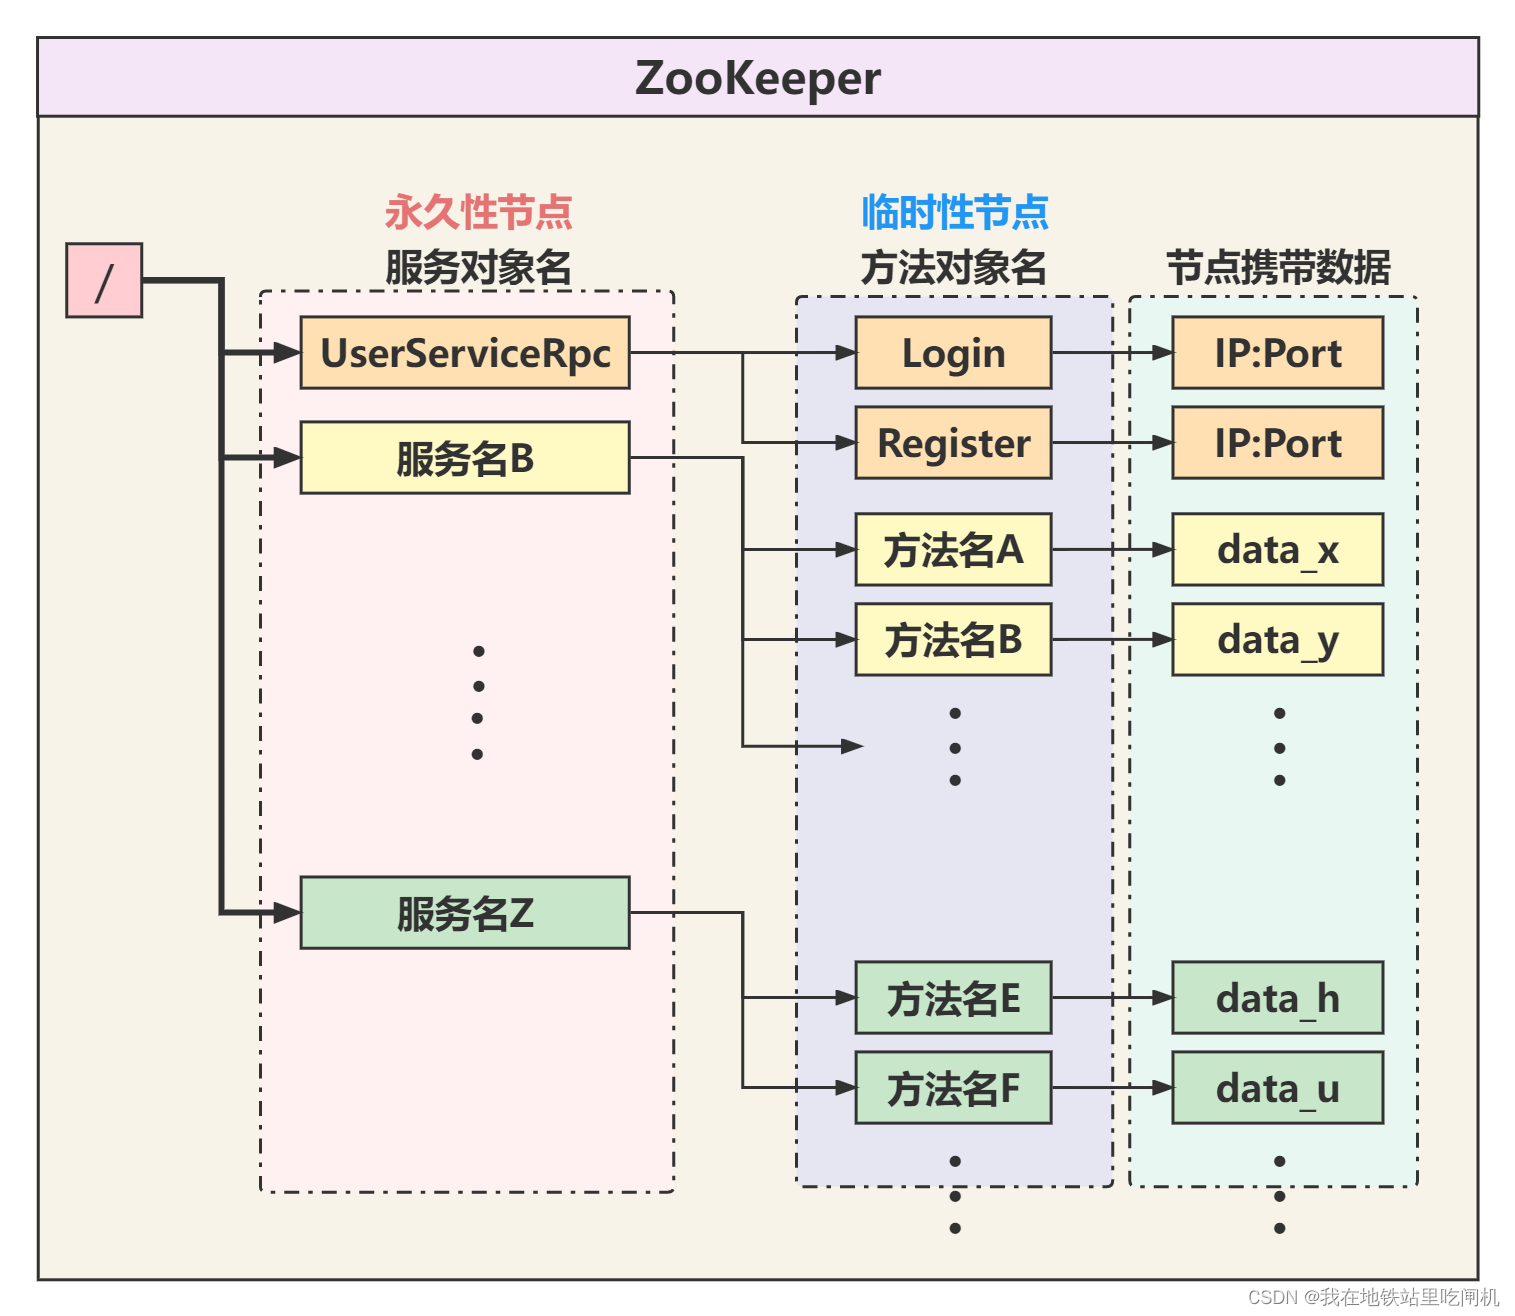 ZooKeeper
永久性节点
服务对象名
临时性节点
方法对象名
节点携带数据
/
UserServiceRpc
Login
IP:Port
Register
IP:Port
服务名B
方法名A
data_x
方法名B
data_y
服务名Z
方法名E
data_h
方法名F
data_u
CSDN @我在地铁站里吃闸机